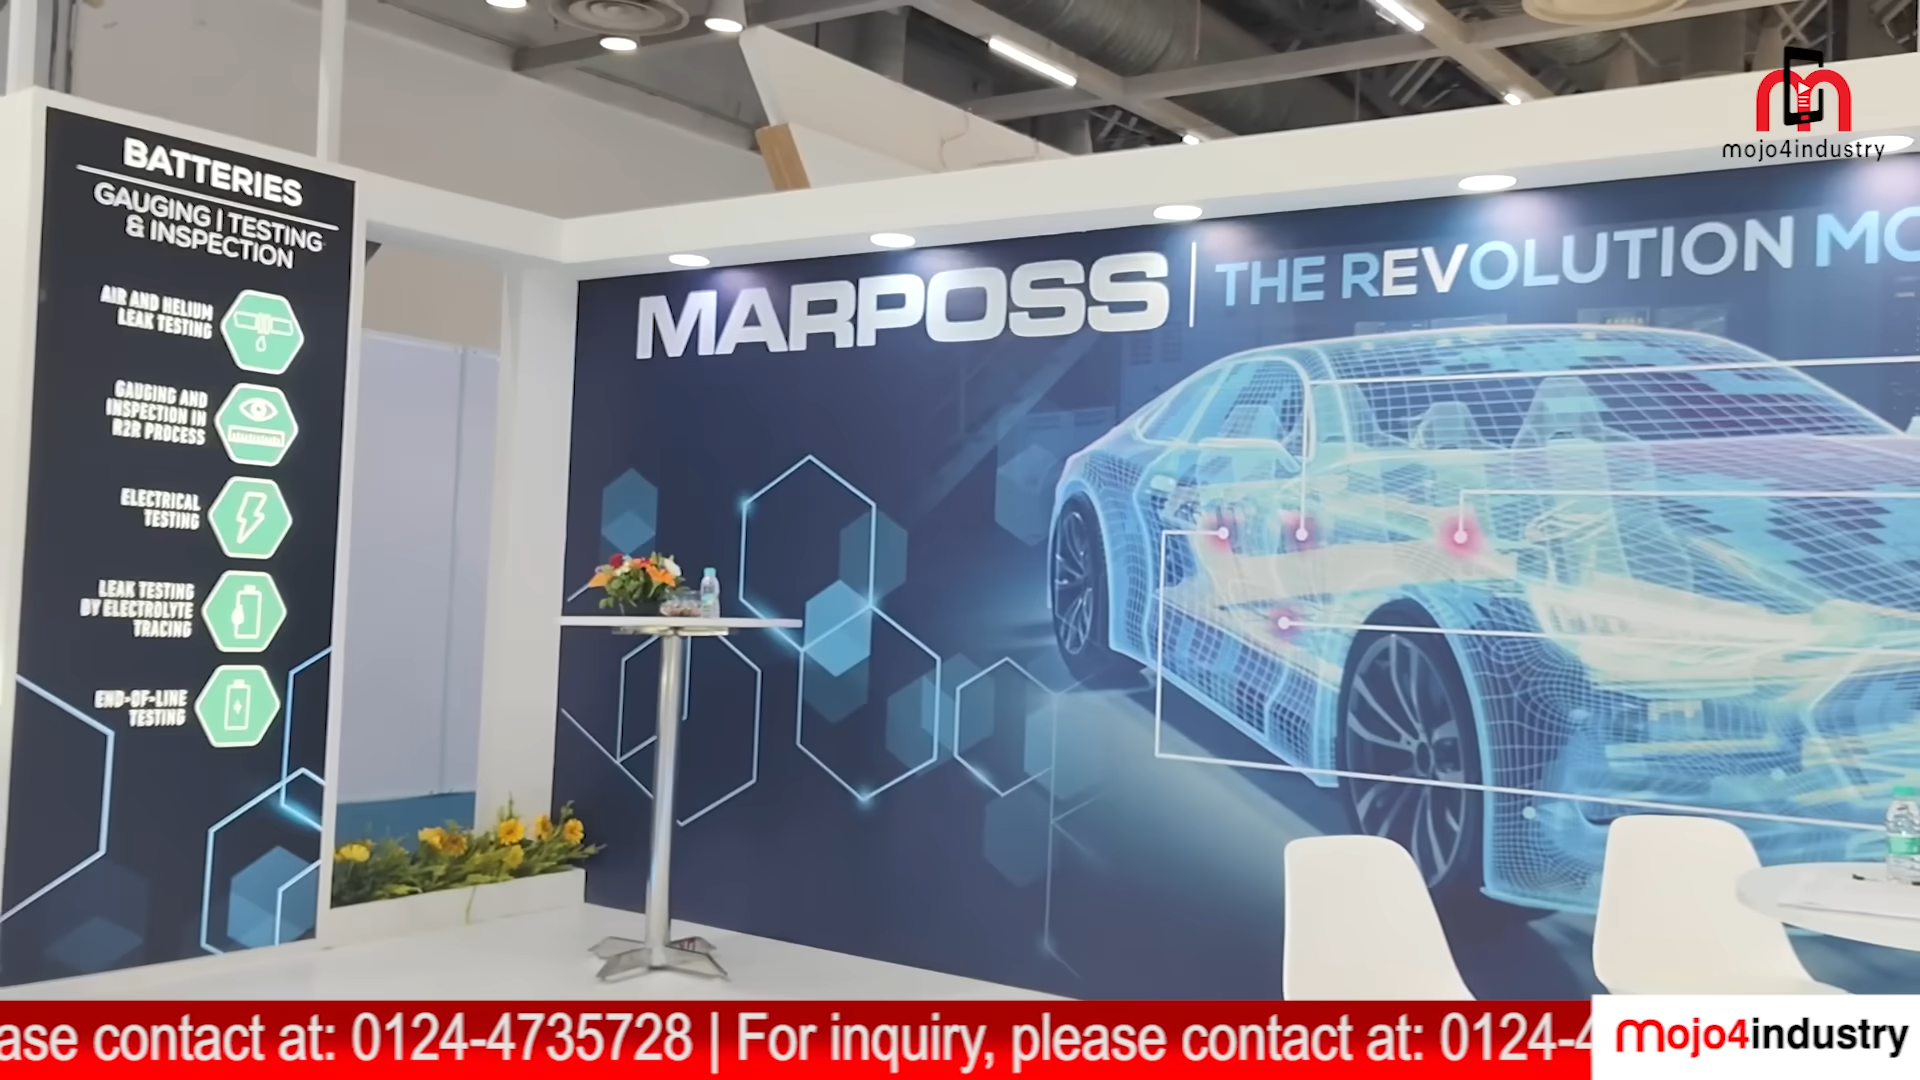 BATTERIES
GAUGING | TESTING
& INSPECTION
AIR AND HELIUM
LEAK TESTING
GAUGING AND
INSPECTION IN
R2R PROCESS
ELECTRICAL
TESTING
LEAK TESTING
BY ELECTROLYTE
TRACING
END-OF-LINE
TESTING
MARPOSS | THE REVOLUTION MO
mojo4industry
ase contact at: 0124-4735728 | For inquiry, please contact at: 0124-4
mojo4industry